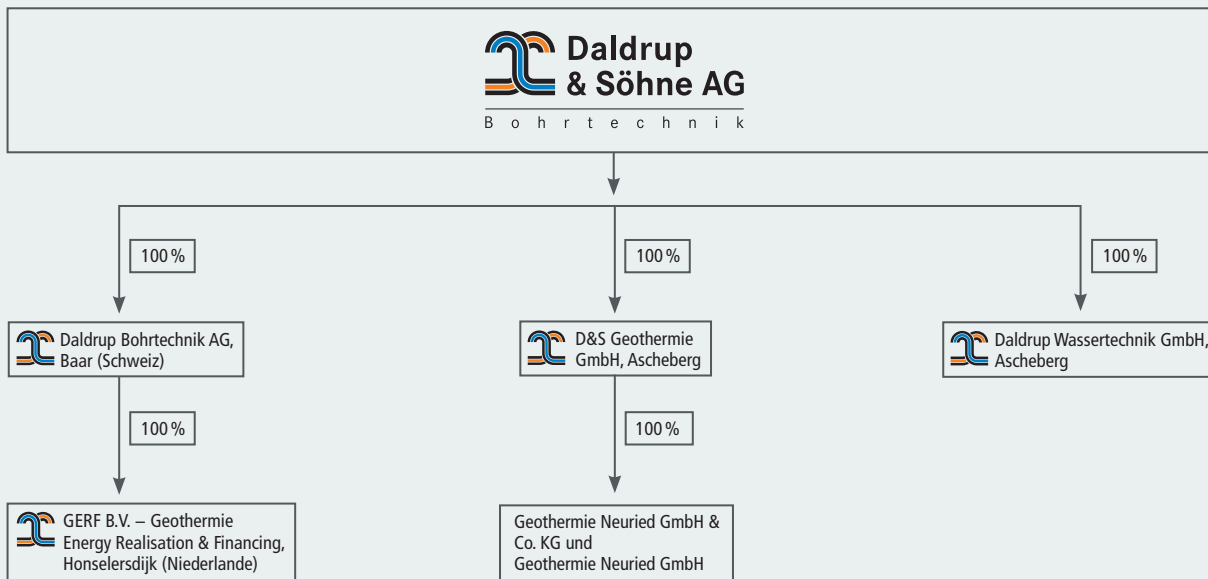 Daldrup
& Söhne AG
Bohrtechnik
100 %
100 %
100 %
Daldrup Bohrtechnik AG,
Baar (Schweiz)
D&S Geothermie
GmbH, Ascheberg
Daldrup Wassertechnik GmbH,
Ascheberg
100 %
100 %
GERF B.V. – Geothermie
Energy Realisation & Financing,
Honselersdijk (Niederlande)
Geothermie Neuried GmbH &
Co. KG und
Geothermie Neuried GmbH